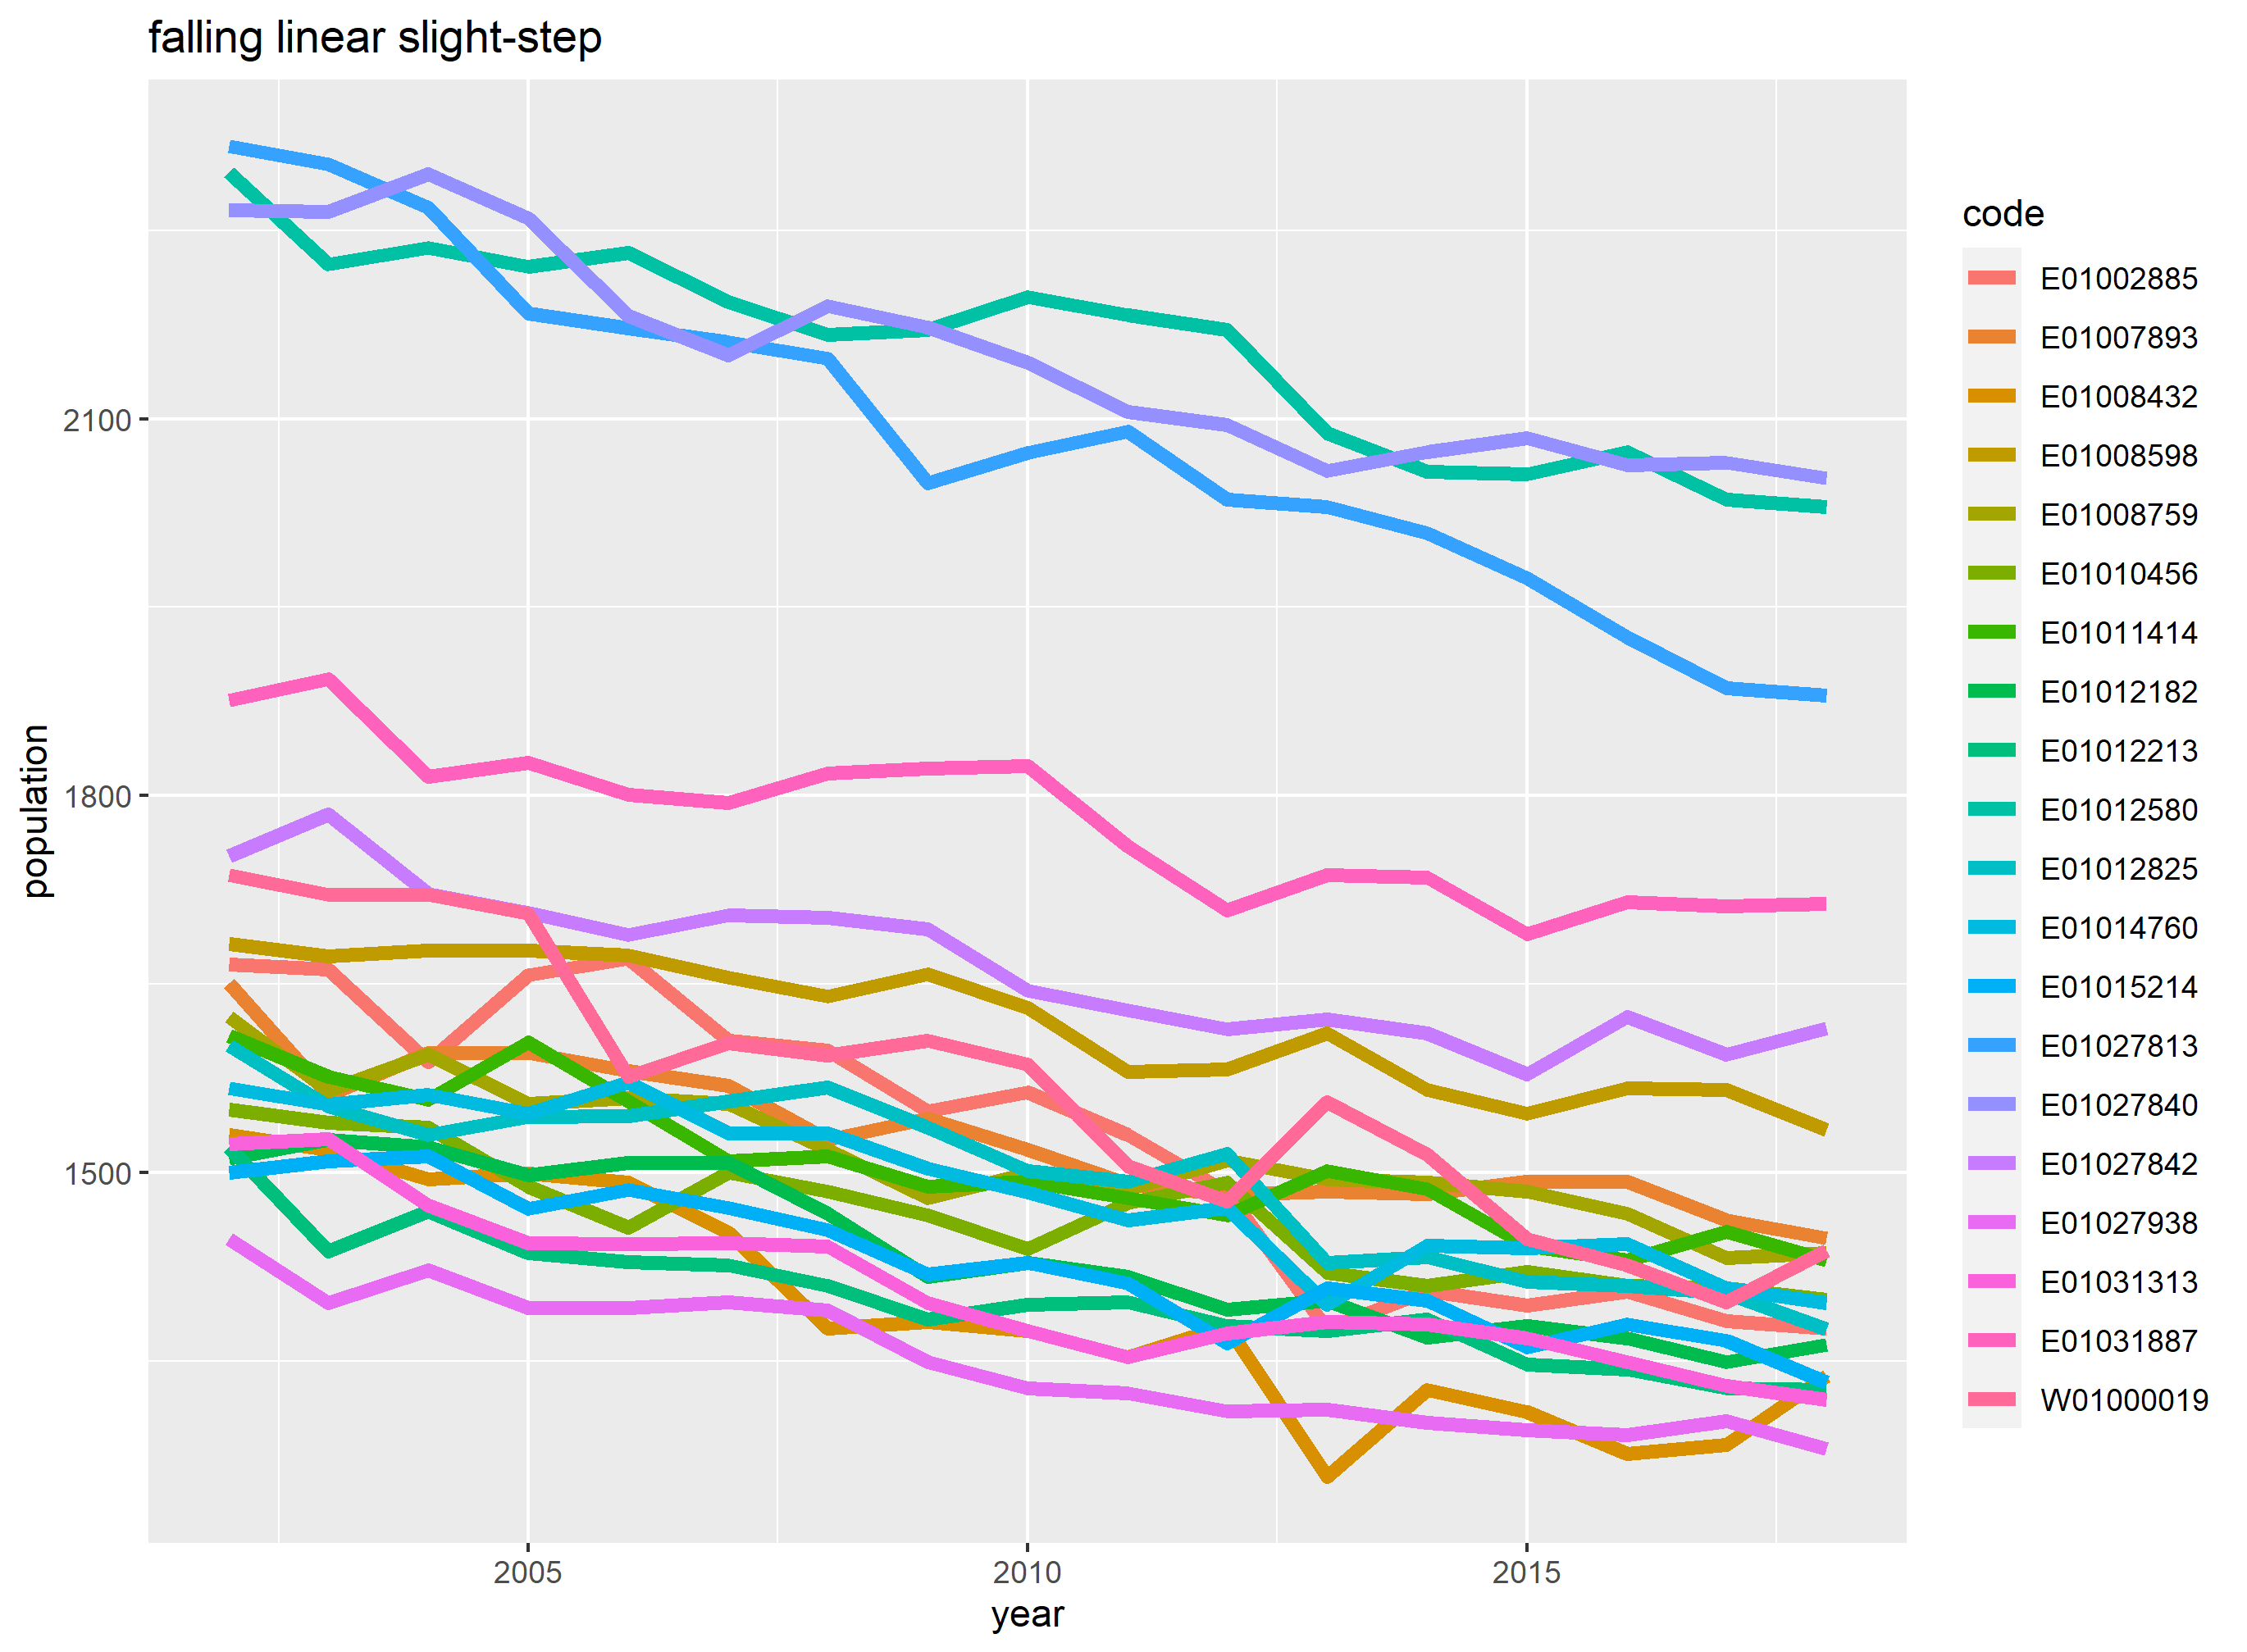 falling linear slight-step
population
2100
1800
1500
2005
2010
2015
year
code
E01002885
E01007893
E01008432
E01008598
E01008759
E01010456
E01011414
E01012182
E01012213
E01012580
E01012825
E01014760
E01015214
E01027813
E01027840
E01027842
E01027938
E01031313
E01031887
W01000019